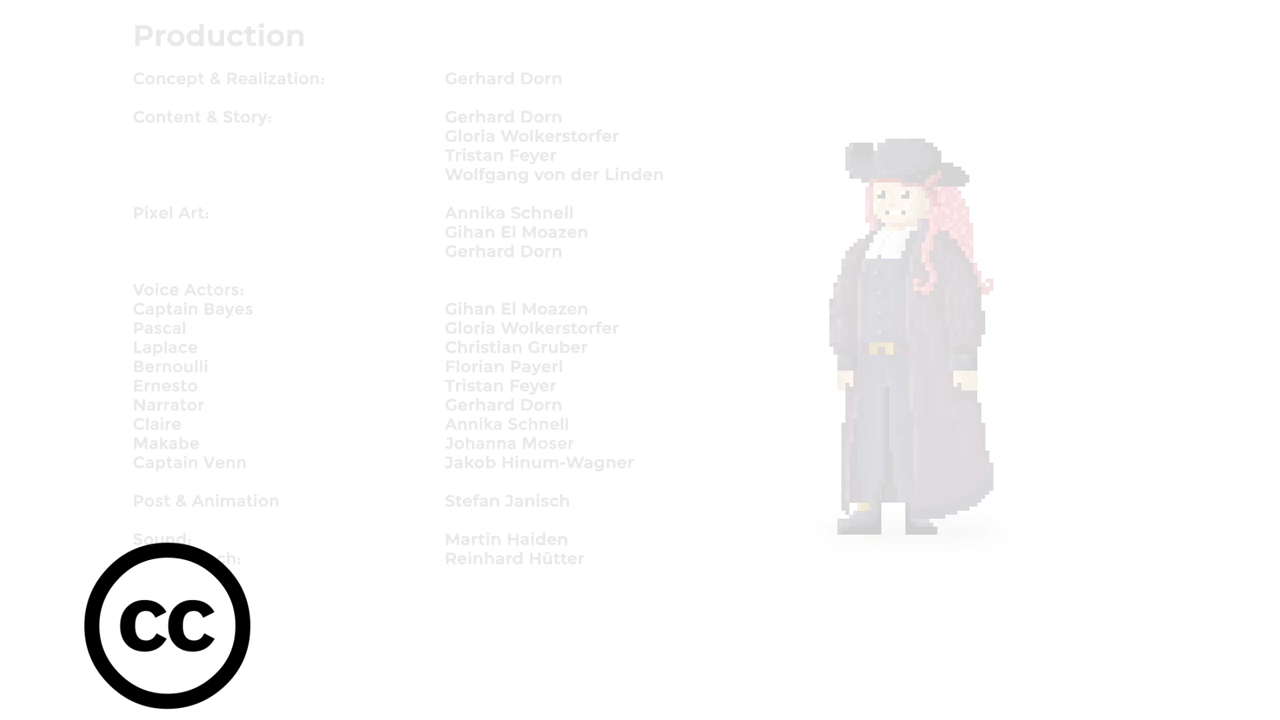 Production
Concept & Realization: Gerhard Dorn
Content & Story: Gerhard Dorn
Gloria Wolkerstorfer
Tristan Feyer
Wolfgang von der Linden
Pixel Art: Annika Schnell
Gihan El Moazen
Gerhard Dorn
Voice Actors:
Captain Bayes Gihan El Moazen
Pascal Gloria Wolkerstorfer
Laplace Christian Gruber
Bernoulli Florian Payerl
Ernesto Tristan Feyer
Narrator Gerhard Dorn
Claire Annika Schnell
Makabe Johanna Moser
Captain Venn Jakob Hinum-Wagner
Post & Animation Stefan Janisch
Sound: Martin Haiden
Reinhard Hütter
cc